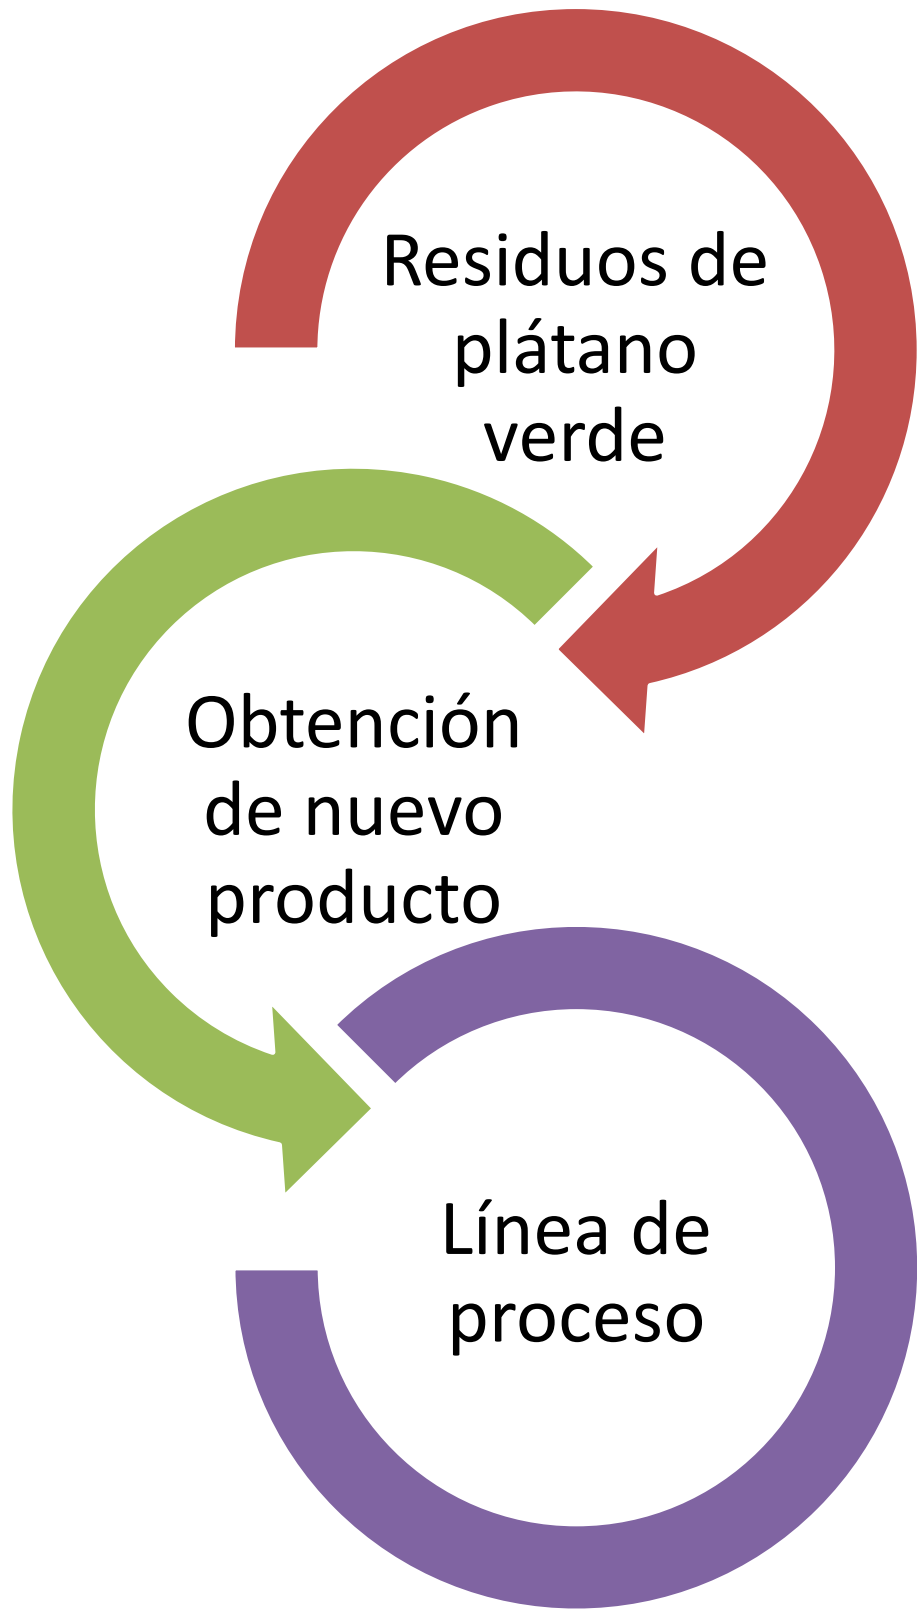 Residuos de
plátano
verde
Obtención
de nuevo
producto
Línea de
proceso